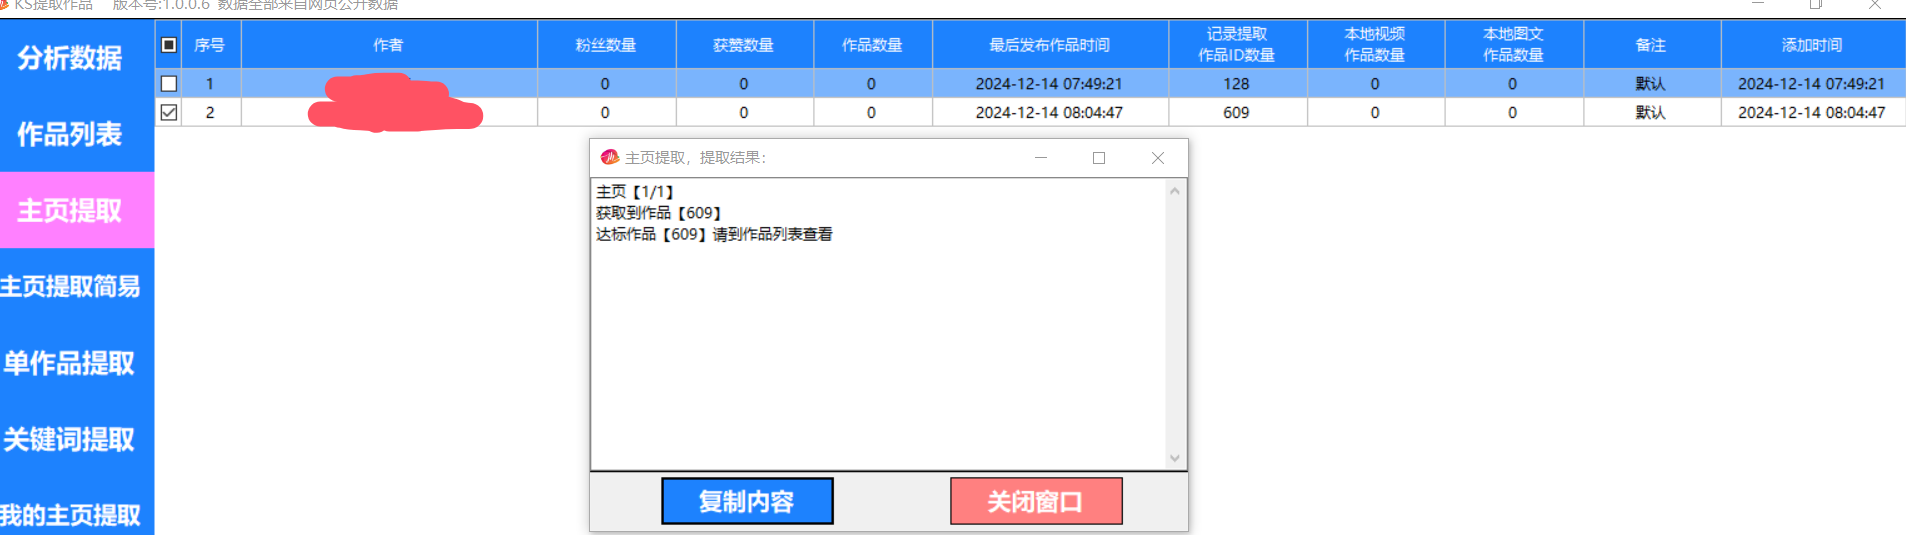 KS提取作品 版本号:1.0.0.6 数据全部来自网页公开数据
分析数据
作品列表
主页提取
主页提取简易
单作品提取
关键词提取
我的主页提取
序号 作者 粉丝数量 获赞数量 作品数量 最后发布作品时间 记录提取 作品ID数量 本地视频 作品数量 本地图文 作品数量 备注 添加时间
1 0 0 0 2024-12-14 07:49:21 128 0 0 默认 2024-12-14 07:49:21
2 0 0 0 2024-12-14 08:04:47 609 0 0 默认 2024-12-14 08:04:47
主页提取，提取结果：
主页【1/1】
获取到作品【609】
达标作品【609】请到作品列表查看
复制内容 关闭窗口